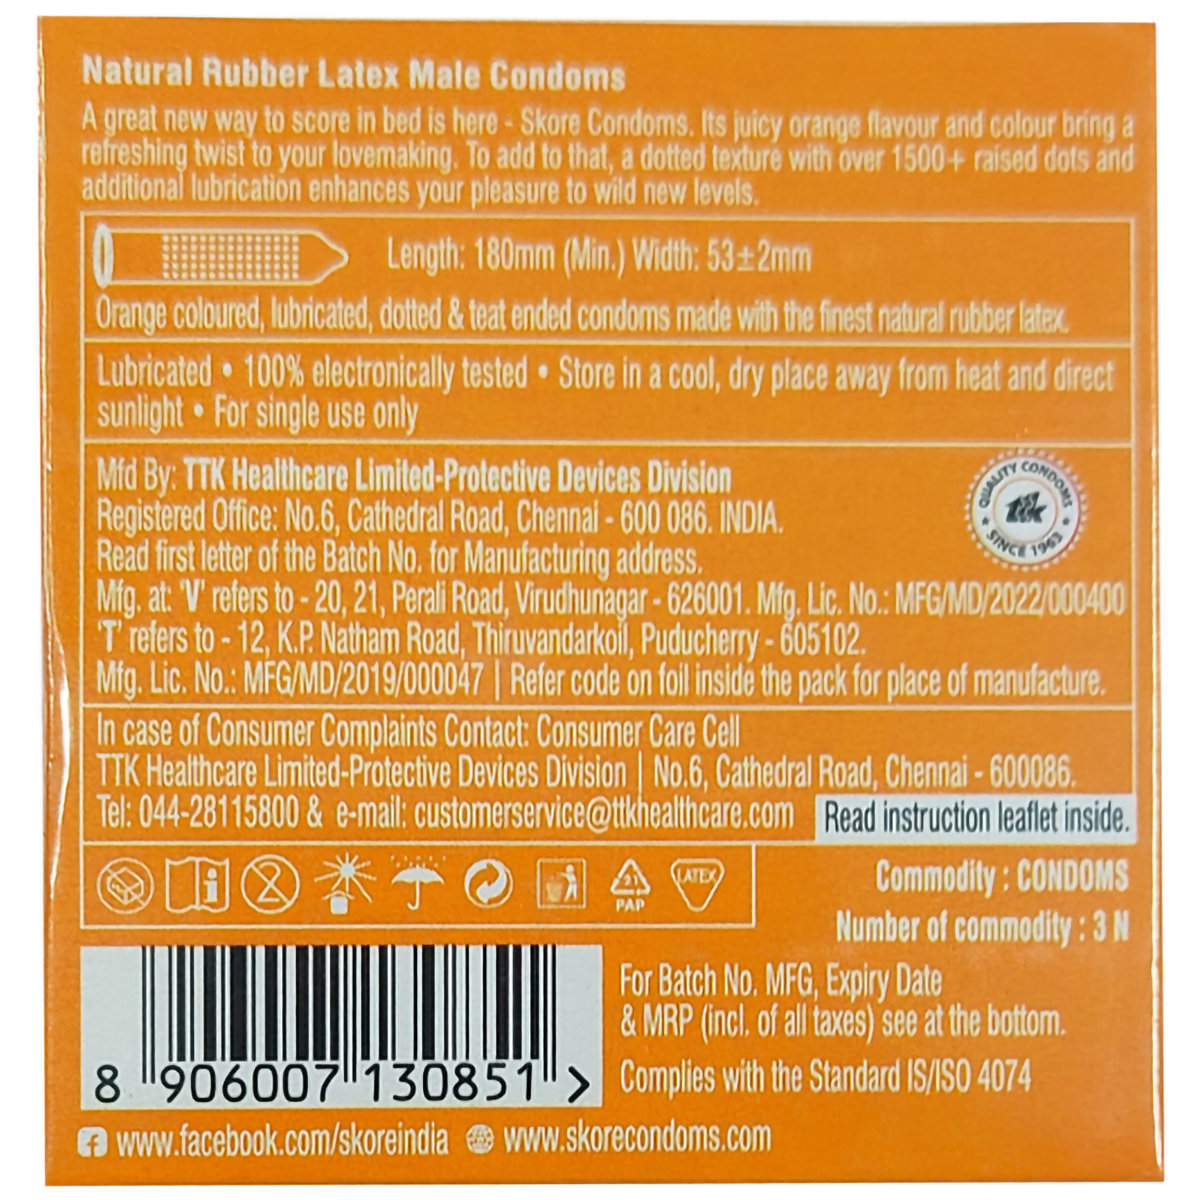 Natural Rubber Latex Male Condoms
A great new way to score in bed is here - Skore Condoms. Its juicy orange flavour and colour bring a
refreshing twist to your lovemaking. To add to that, a dotted texture with over 1500+ raised dots and
additional lubrication enhances your pleasure to wild new levels.
Length: 180mm (Min.) Width: 53±2mm
Orange coloured, lubricated, dotted & teat ended condoms made with the finest natural rubber latex.
Lubricated • 100% electronically tested • Store in a cool, dry place away from heat and direct
sunlight • For single use only
Mfd By: TTK Healthcare Limited-Protective Devices Division
Registered Office: No.6, Cathedral Road, Chennai - 600 086. INDIA.
Read first letter of the Batch No. for Manufacturing address.
Mfg. at: 'V' refers to - 20, 21, Perali Road, Virudhunagar - 626001. Mfg. Lic. No.: MFG/MD/2022/000400
'T' refers to - 12, K.P. Natham Road, Thiruvandarkoil, Puducherry - 605102.
Mfg. Lic. No.: MFG/MD/2019/000047 | Refer code on foil inside the pack for place of manufacture.
QUALITY CONDOMS
ttk
SINCE 1963
In case of Consumer Complaints Contact: Consumer Care Cell
TTK Healthcare Limited-Protective Devices Division | No.6, Cathedral Road, Chennai - 600086.
Tel: 044-28115800 & e-mail: customerservice@ttkhealthcare.com
Read instruction leaflet inside.
2
21
PAP
LATEX
Commodity : CONDOMS
Number of commodity : 3 N
8 906007 130851 >
For Batch No. MFG, Expiry Date
& MRP (incl. of all taxes) see at the bottom.
Complies with the Standard IS/ISO 4074
www.facebook.com/skoreindia www.skorecondoms.com